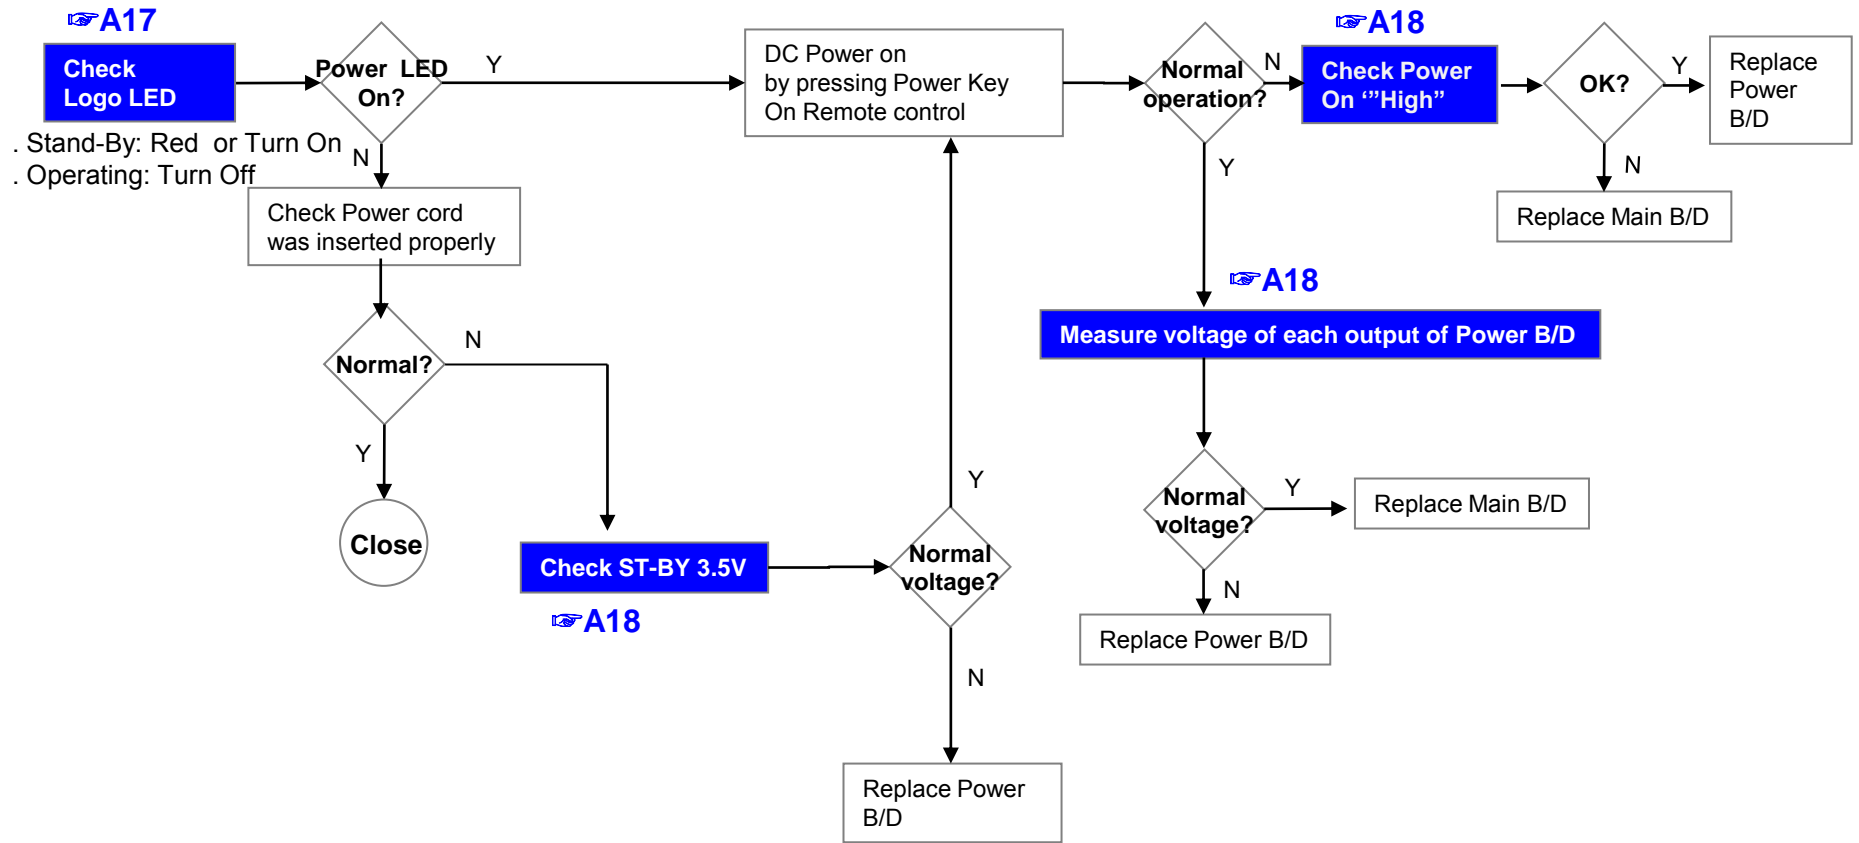 ☞A17
Check
Logo LED
. Stand-By: Red or Turn On
. Operating: Turn Off
Power LED
On?
Y
N
Check Power cord
was inserted properly
Normal?
N
Y
Close
Check ST-BY 3.5V
☞A18
Normal
voltage?
Y
N
Replace Power
B/D
DC Power on
by pressing Power Key
On Remote control
Normal
operation?
N
Y
☞A18
Check Power
On ‘”High”
OK?
Y
Replace
Power
B/D
N
Replace Main B/D
☞A18
Measure voltage of each output of Power B/D
Normal
voltage?
Y
Replace Main B/D
N
Replace Power B/D